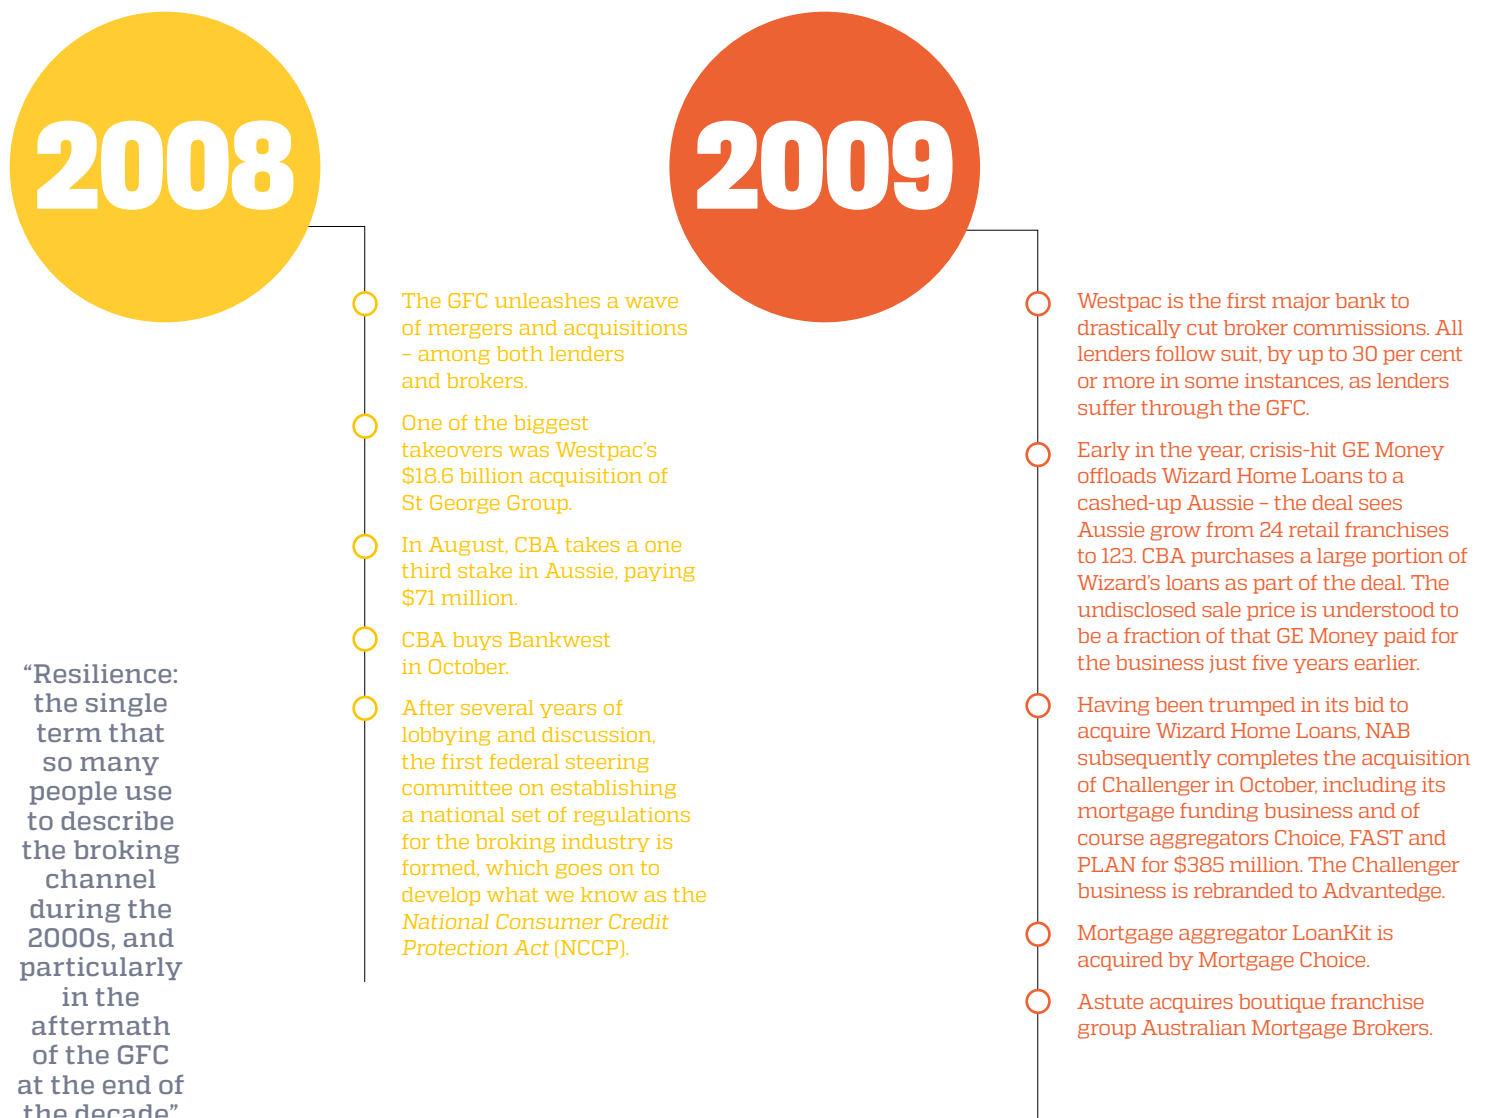 2008
The GFC unleashes a wave
of mergers and acquisitions
– among both lenders
and brokers.
One of the biggest
takeovers was Westpac's
$18.6 billion acquisition of
St George Group.
In August, CBA takes a one
third stake in Aussie, paying
$71 million.
CBA buys Bankwest
in October.
After several years of
lobbying and discussion,
the first federal steering
committee on establishing
a national set of regulations
for the broking industry is
formed, which goes on to
develop what we know as the
National Consumer Credit
Protection Act (NCCP).
“Resilience:
the single
term that
so many
people use
to describe
the broking
channel
during the
2000s, and
particularly
in the
aftermath
of the GFC
at the end of
the decade”
2009
Westpac is the first major bank to
drastically cut broker commissions. All
lenders follow suit, by up to 30 per cent
or more in some instances, as lenders
suffer through the GFC.
Early in the year, crisis-hit GE Money
offloads Wizard Home Loans to a
cashed-up Aussie – the deal sees
Aussie grow from 24 retail franchises
to 123. CBA purchases a large portion of
Wizard's loans as part of the deal. The
undisclosed sale price is understood to
be a fraction of that GE Money paid for
the business just five years earlier.
Having been trumped in its bid to
acquire Wizard Home Loans, NAB
subsequently completes the acquisition
of Challenger in October, including its
mortgage funding business and of
course aggregators Choice, FAST and
PLAN for $385 million. The Challenger
business is rebranded to Advantedge.
Mortgage aggregator LoanKit is
acquired by Mortgage Choice.
Astute acquires boutique franchise
group Australian Mortgage Brokers.